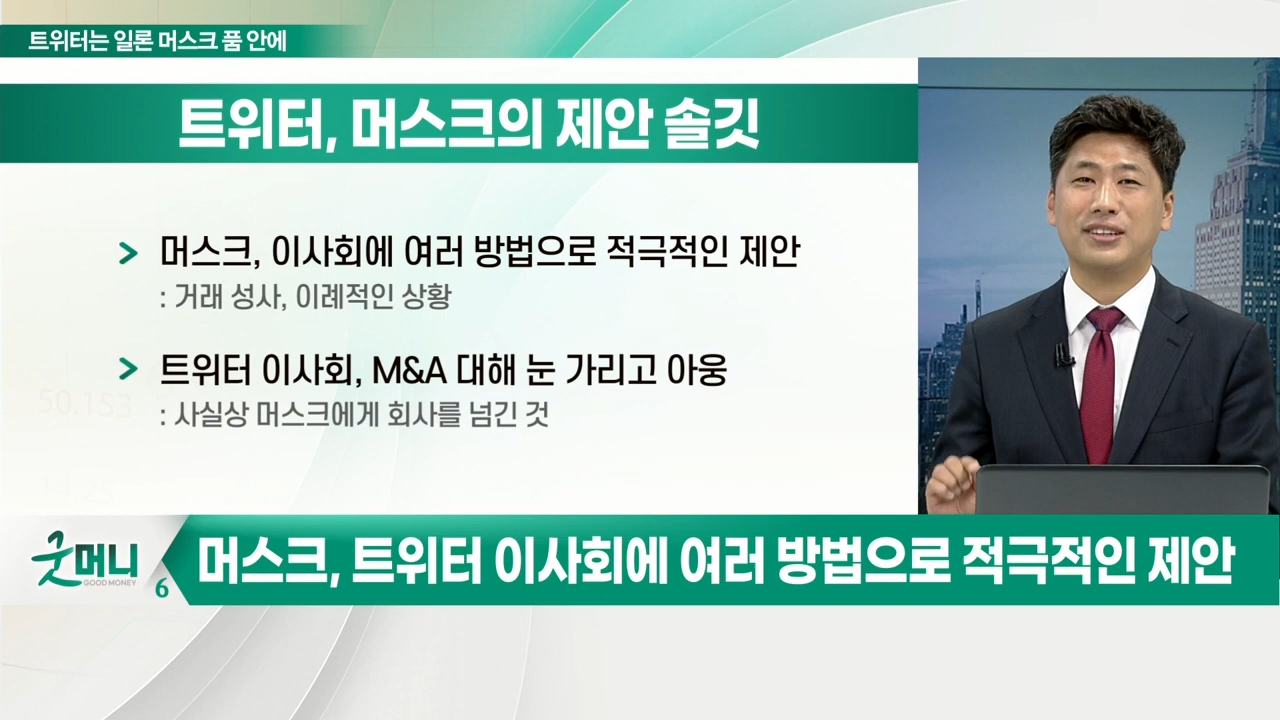 트위터는 일론 머스크 품 안에
트위터, 머스크의 제안 솔깃
머스크, 이사회에 여러 방법으로 적극적인 제안
: 거래 성사, 이례적인 상황
트위터 이사회, M&A 대해 눈 가리고 아웅
: 사실상 머스크에게 회사를 넘긴 것
50.153
굿머니
GOOD MONEY
6
머스크, 트위터 이사회에 여러 방법으로 적극적인 제안